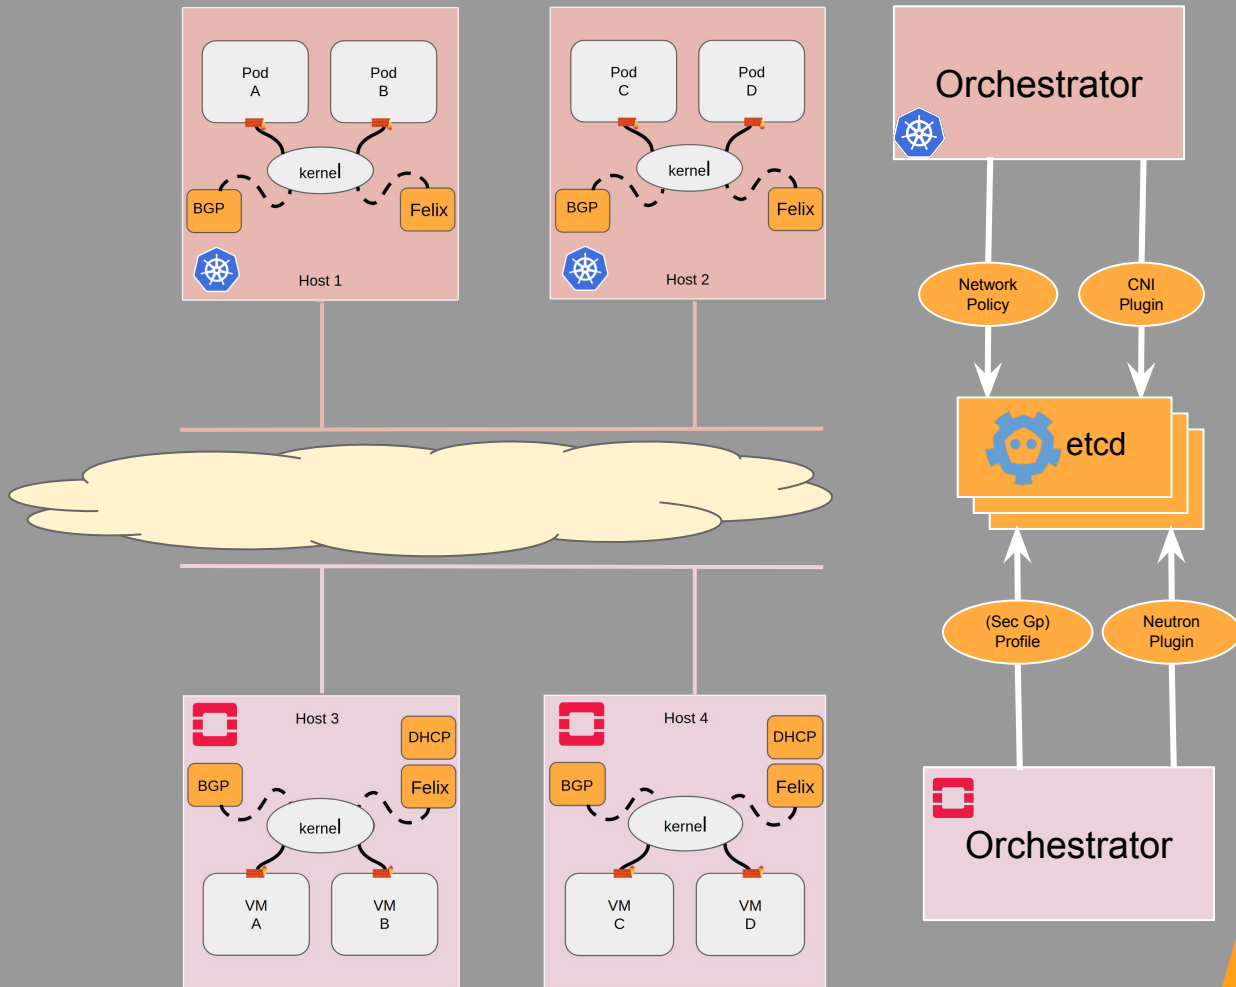 Pod
A
Pod
B
kernel
BGP
Felix
Host 1
Pod
C
Pod
D
kernel
BGP
Felix
Host 2
Orchestrator
Network
Policy
CNI
Plugin
etcd
(Sec Gp)
Profile
Neutron
Plugin
Orchestrator
Host 3
DHCP
BGP
Felix
kernel
VM
A
VM
B
Host 4
DHCP
BGP
Felix
kernel
VM
C
VM
D